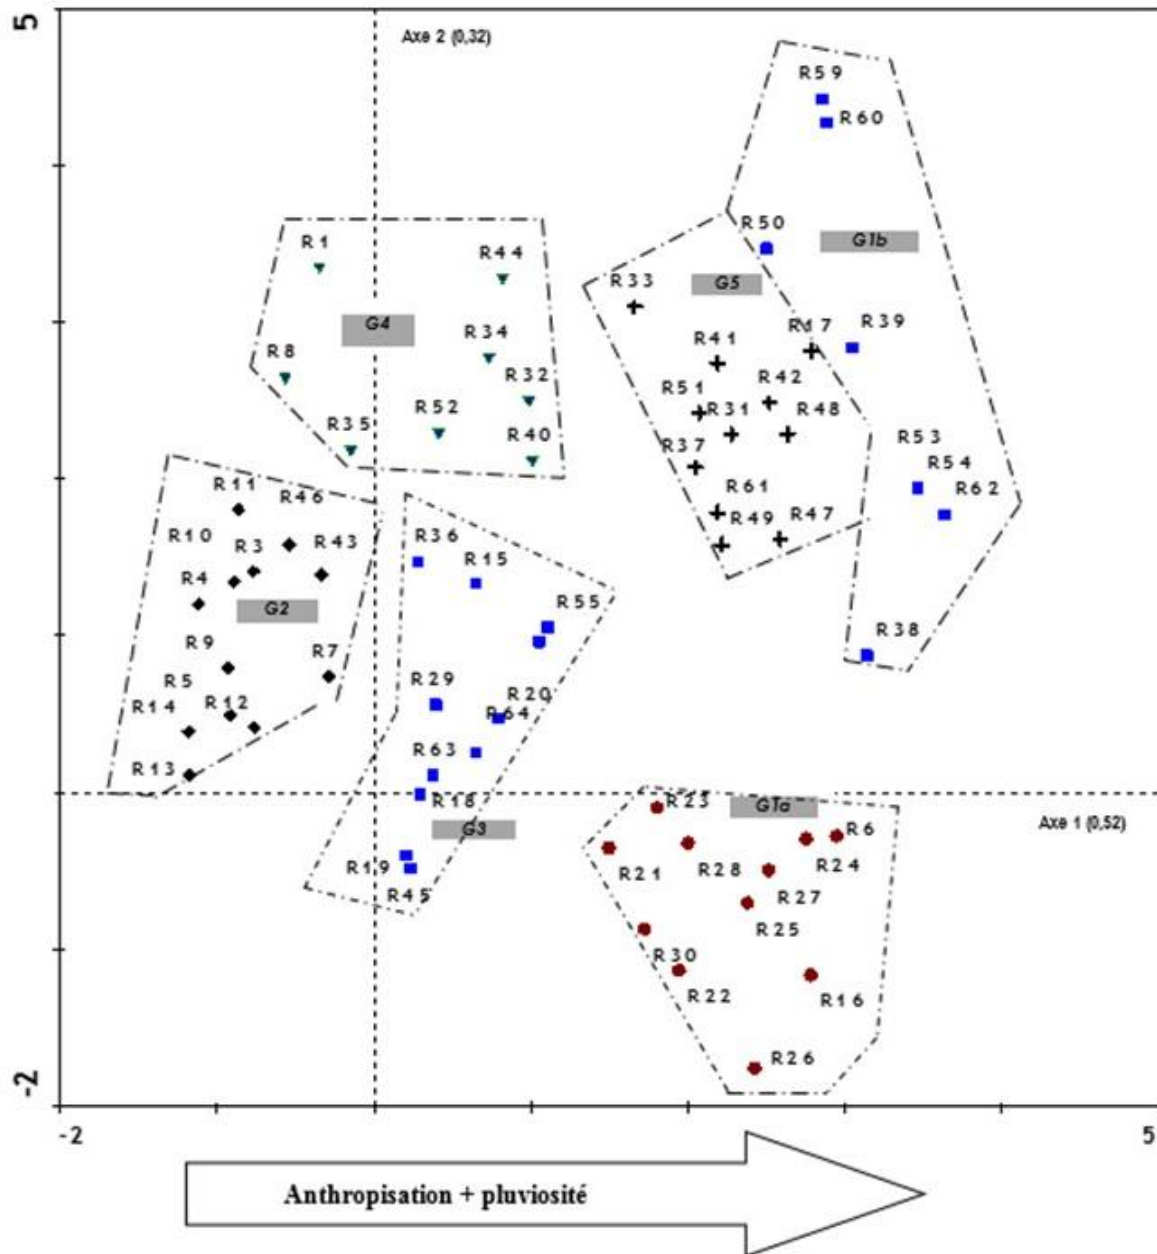 5
Axe 2 (0,32)
R59
R60
R50
G1b
R1
R44
R33
G5
G4
R34
R41
R17
R39
R8
R32
R42
R51
R52
R31
R48
R35
R40
R37
R53
R54
R11
R46
R61
R62
R10
R3
R43
R36
R49
R47
R4
R15
G2
R55
R9
R7
R38
R5
R29
R14
R12
R20
R64
R63
R13
R18
R23
G1a
G3
R6
Axe 1 (0,52)
R19
R21
R28
R24
R45
R27
R25
R30
R22
R16
R26
-2
-2
5
Anthropisation + pluviosité